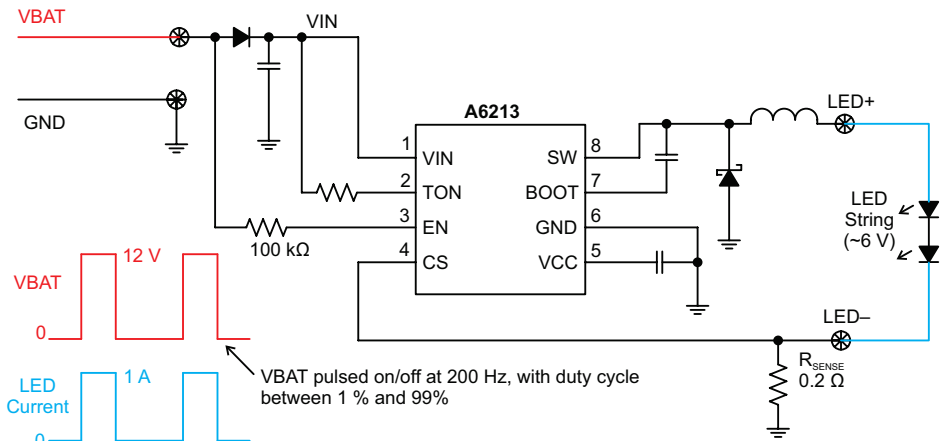 VBAT
VIN
GND
A6213
LED+
1
VIN
8
SW
2
TON
7
BOOT
3
EN
6
GND
4
CS
5
VCC
100 kΩ
LED
String
(~6 V)
12 V
VBAT
0
LED–
R_SENSE
0.2 Ω
VBAT pulsed on/off at 200 Hz, with duty cycle
between 1 % and 99%
1 A
LED
Current
0